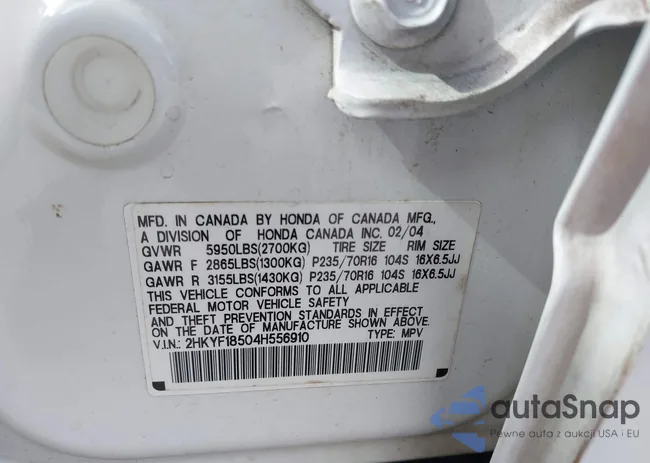 MFD. IN CANADA BY HONDA OF CANADA MFG.,
A DIVISION OF HONDA CANADA INC. 02/04
GVWR 5950LBS(2700KG) TIRE SIZE RIM SIZE
GAWR F 2865LBS(1300KG) P235/70R16 104S 16X6.5JJ
GAWR R 3155LBS(1430KG) P235/70R16 104S 16X6.5JJ
THIS VEHICLE CONFORMS TO ALL APPLICABLE
FEDERAL MOTOR VEHICLE SAFETY
AND THEFT PREVENTION STANDARDS IN EFFECT
ON THE DATE OF MANUFACTURE SHOWN ABOVE.
V.I.N.: 2HKYF18504H556910 TYPE: MPV
autaSnap
Pewne auta z aukcji USA i EU